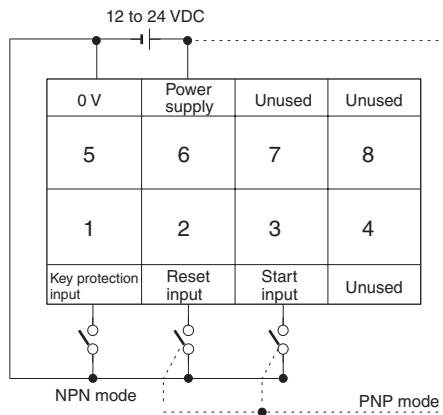 12 to 24 VDC
0 V
Power
supply
Unused
Unused
5
6
7
8
1
2
3
4
Key protection
input
Reset
input
Start
input
Unused
NPN mode
PNP mode